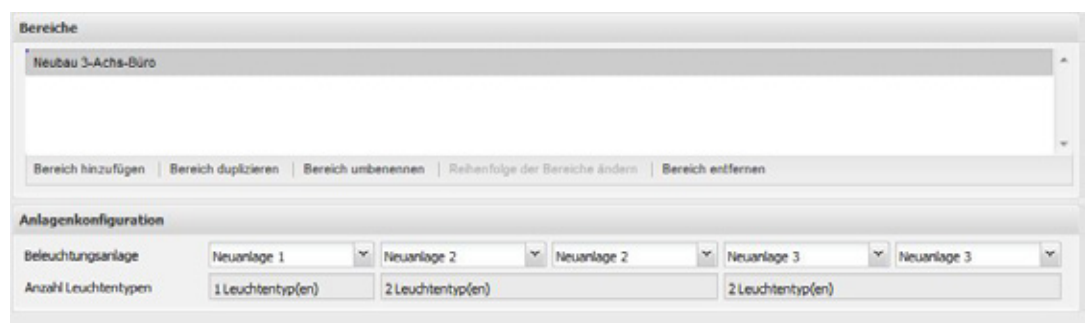 Bereiche
Neubau 3-Achs-Büro
Bereich hinzufügen | Bereich duplizieren | Bereich umbenennen | Reihenfolge der Bereiche ändern | Bereich entfernen
Anlagenkonfiguration
Beleuchtungsanlage Neuanlage 1 Neuanlage 2 Neuanlage 2 Neuanlage 3 Neuanlage 3
Anzahl Leuchtentypen 1 Leuchtentyp(en) 2 Leuchtentyp(en) 2 Leuchtentyp(en)